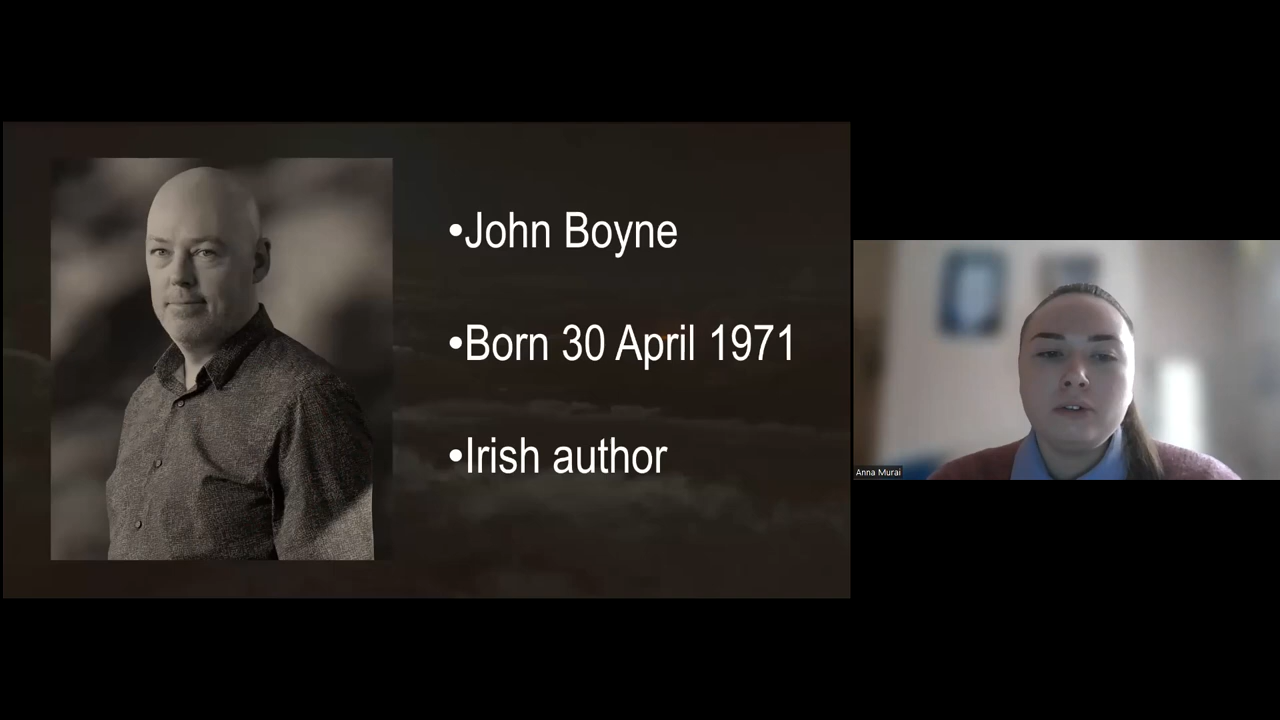 •John Boyne
•Born 30 April 1971
•Irish author
Anna Murai